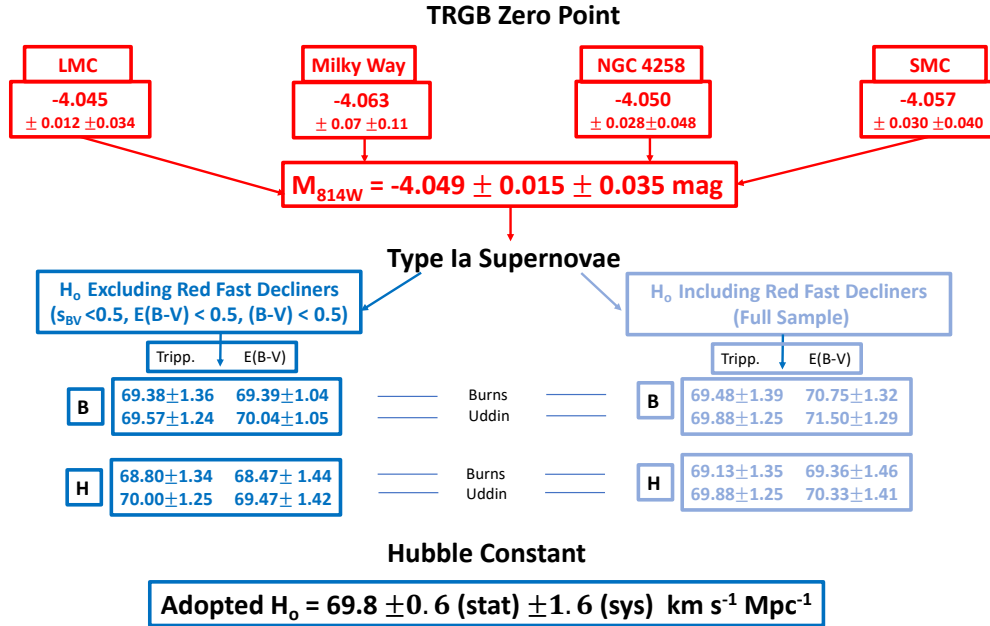 TRGB Zero Point
LMC
-4.045
± 0.012 ±0.034
Milky Way
-4.063
± 0.07 ±0.11
NGC 4258
-4.050
± 0.028±0.048
SMC
-4.057
± 0.030 ±0.040
M₈₁₄W = -4.049 ± 0.015 ± 0.035 mag
Type Ia Supernovae
Hₒ Excluding Red Fast Decliners
(s_BV <0.5, E(B-V) < 0.5, (B-V) < 0.5)
Tripp. E(B-V)
B
69.38±1.36 69.39±1.04
69.57±1.24 70.04±1.05
H
68.80±1.34 68.47± 1.44
70.00±1.25 69.47±1.42
Burns
Uddin
Burns
Uddin
Hₒ Including Red Fast Decliners
(Full Sample)
Tripp. E(B-V)
B
69.48±1.39 70.75±1.32
69.88±1.25 71.50±1.29
H
69.13±1.35 69.36±1.46
69.88±1.25 70.33±1.41
Hubble Constant
Adopted Hₒ = 69.8 ±0.6 (stat) ±1.6 (sys) km s⁻¹ Mpc⁻¹